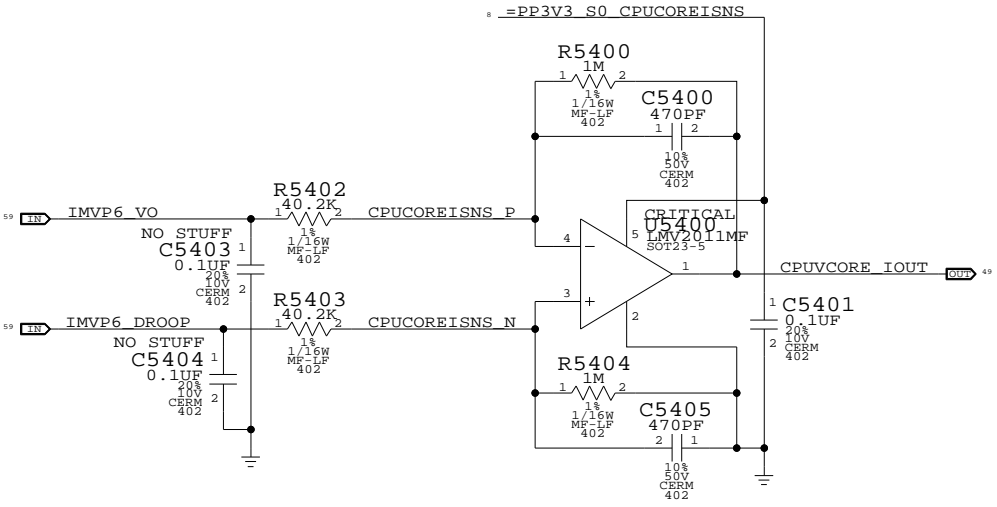 8 =PP3V3_S0_CPUCOREISNS
R5400
1M
1 2
1%
1/16W
MF-LF
402
C5400
470PF
1 2
10%
50V
CERM
402
59 IN IMVP6_VO
R5402
40.2K
1 2
1%
1/16W
MF-LF
402
CPUCOREISNS_P
NO STUFF
C5403
1
0.1UF
20%
10V
2
CERM
402
CRITICAL
U5400
LMV2011MF
SOT23-5
5
4
1
3
2
CPUVCORE_IOUT OUT 49
59 IN IMVP6_DROOP
R5403
40.2K
1 2
1%
1/16W
MF-LF
402
CPUCOREISNS_N
NO STUFF
C5404
1
0.1UF
20%
10V
2
CERM
402
1
C5401
0.1UF
20%
10V
2
CERM
402
R5404
1M
1 2
1%
1/16W
MF-LF
402
C5405
470PF
2 1
10%
50V
CERM
402